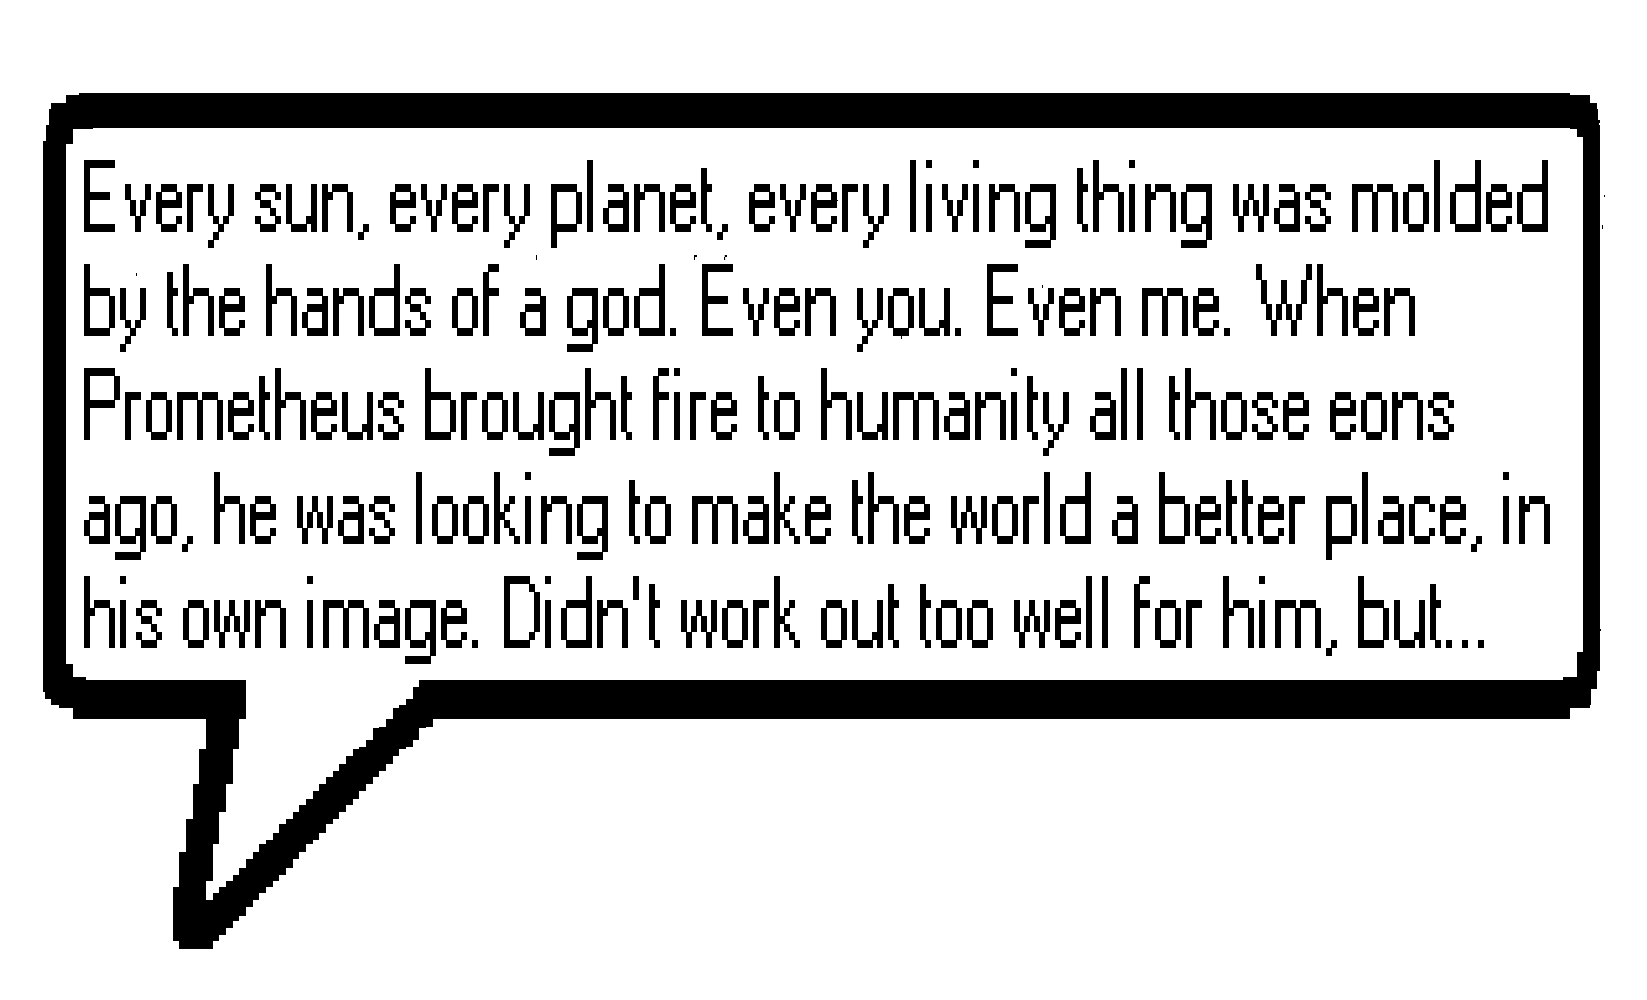 Every sun, every planet, every living thing was molded
by the hands of a god. Even you. Even me. When
Prometheus brought fire to humanity all those eons
ago, he was looking to make the world a better place, in
his own image. Didn't work out too well for him, but...